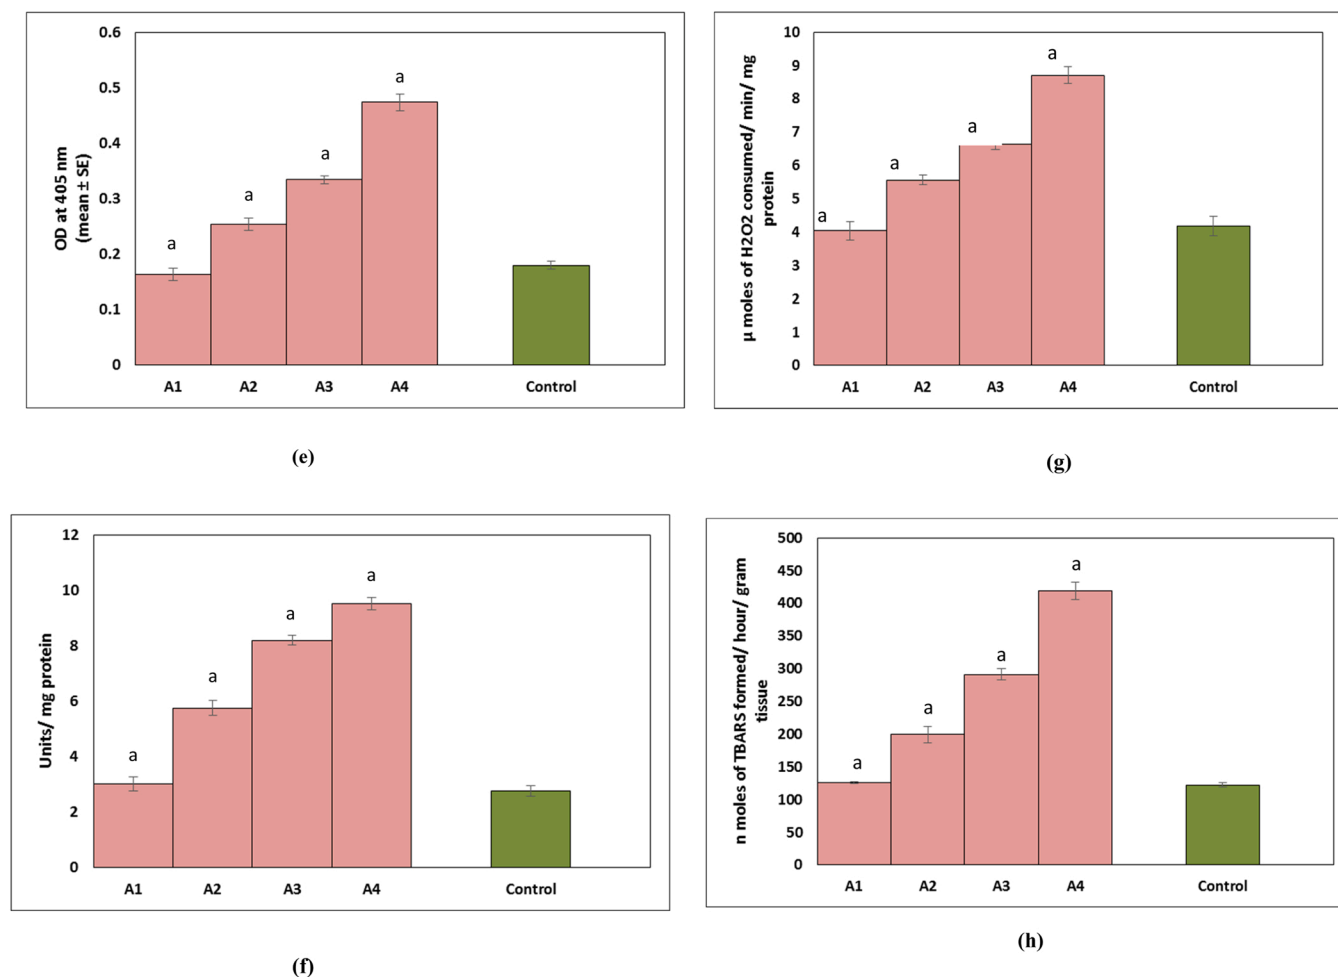 0.6
0.5
0.4
0.3
0.2
0.1
0
OD at 405 nm
(mean ± SE)
a
a
a
a
A1 A2 A3 A4 Control
(e)
10
9
8
7
6
5
4
3
2
1
0
µ moles of H2O2 consumed/ min/ mg
protein
a
a
a
a
A1 A2 A3 A4 Control
(g)
12
10
8
6
4
2
0
Units/ mg protein
a
a
a
a
A1 A2 A3 A4 Control
(f)
500
450
400
350
300
250
200
150
100
50
0
n moles of TBARS formed/ hour/ gram
tissue
a
a
a
a
A1 A2 A3 A4 Control
(h)